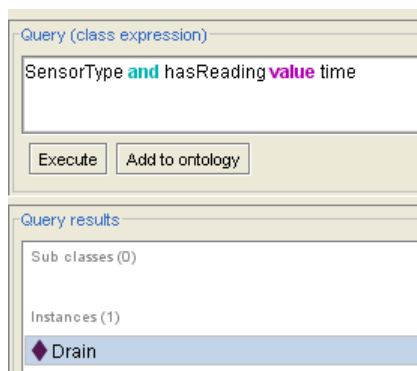 Query (class expression)
SensorType and hasReading value time
Execute Add to ontology
Query results
Sub classes (0)
Instances (1)
Drain